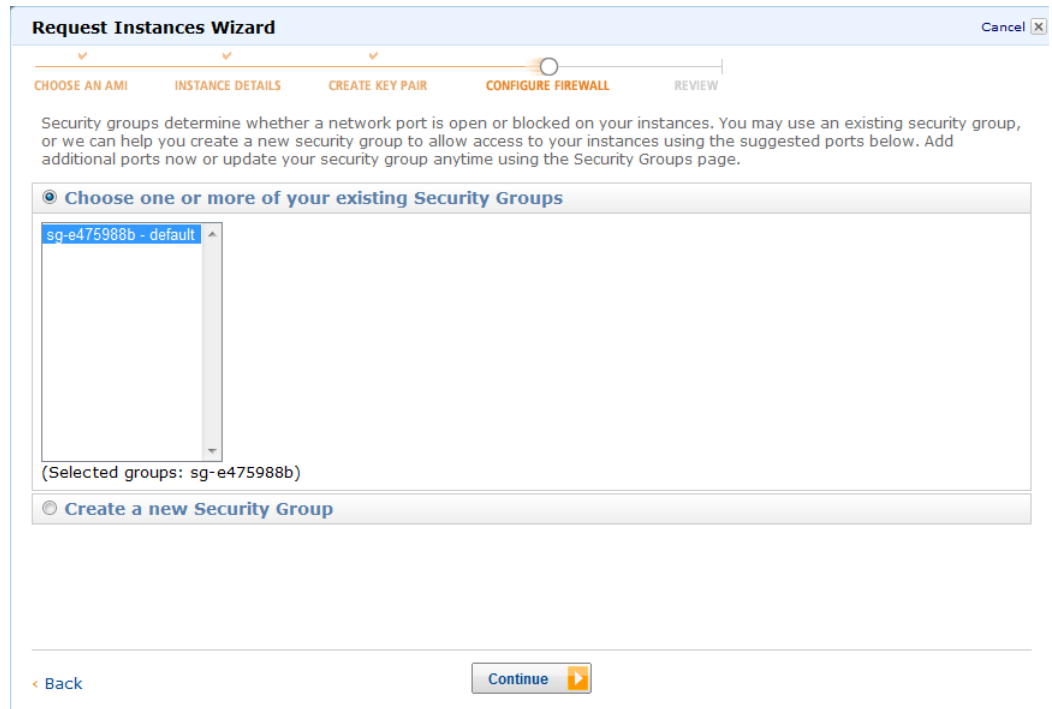 Request Instances Wizard
Cancel
CHOOSE AN AMI INSTANCE DETAILS CREATE KEY PAIR CONFIGURE FIREWALL REVIEW
Security groups determine whether a network port is open or blocked on your instances. You may use an existing security group,
or we can help you create a new security group to allow access to your instances using the suggested ports below. Add
additional ports now or update your security group anytime using the Security Groups page.
Choose one or more of your existing Security Groups
sg-e475988b - default
(Selected groups: sg-e475988b)
Create a new Security Group
< Back
Continue